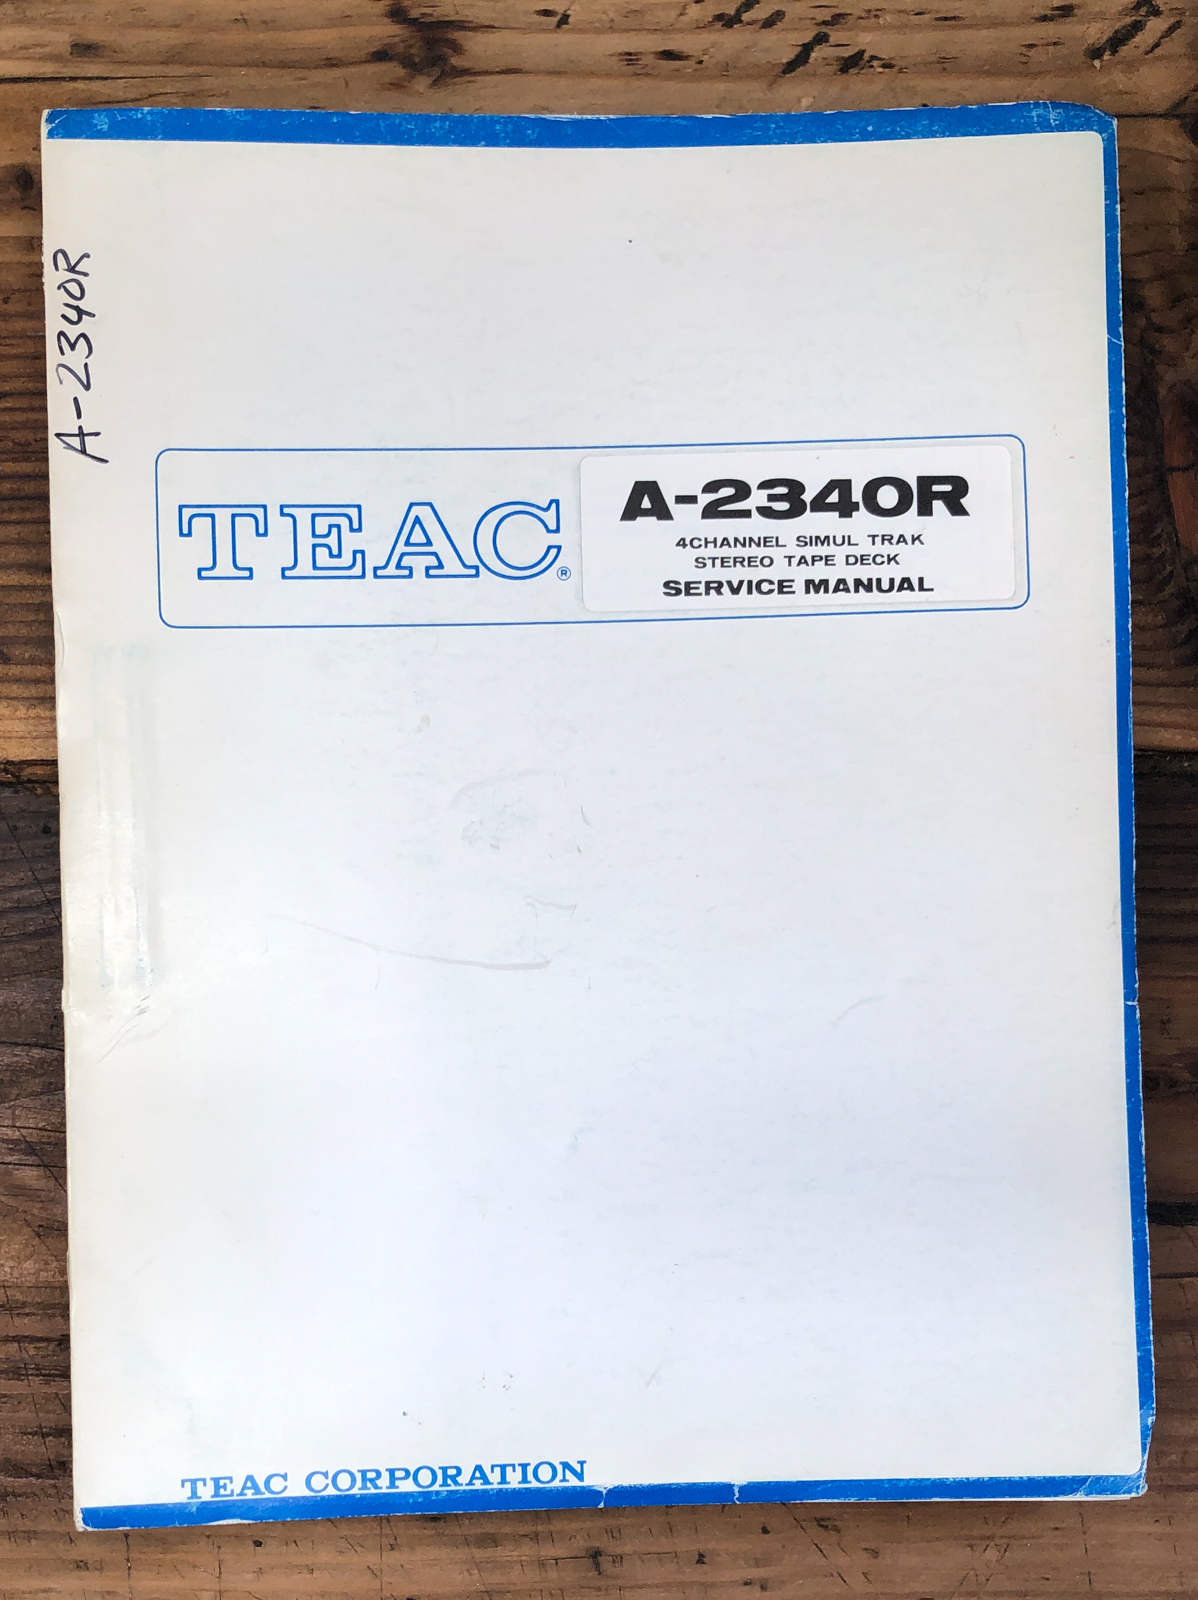 A-2340R
TEAC®
A-2340R
4CHANNEL SIMUL TRAK
STEREO TAPE DECK
SERVICE MANUAL
TEAC CORPORATION